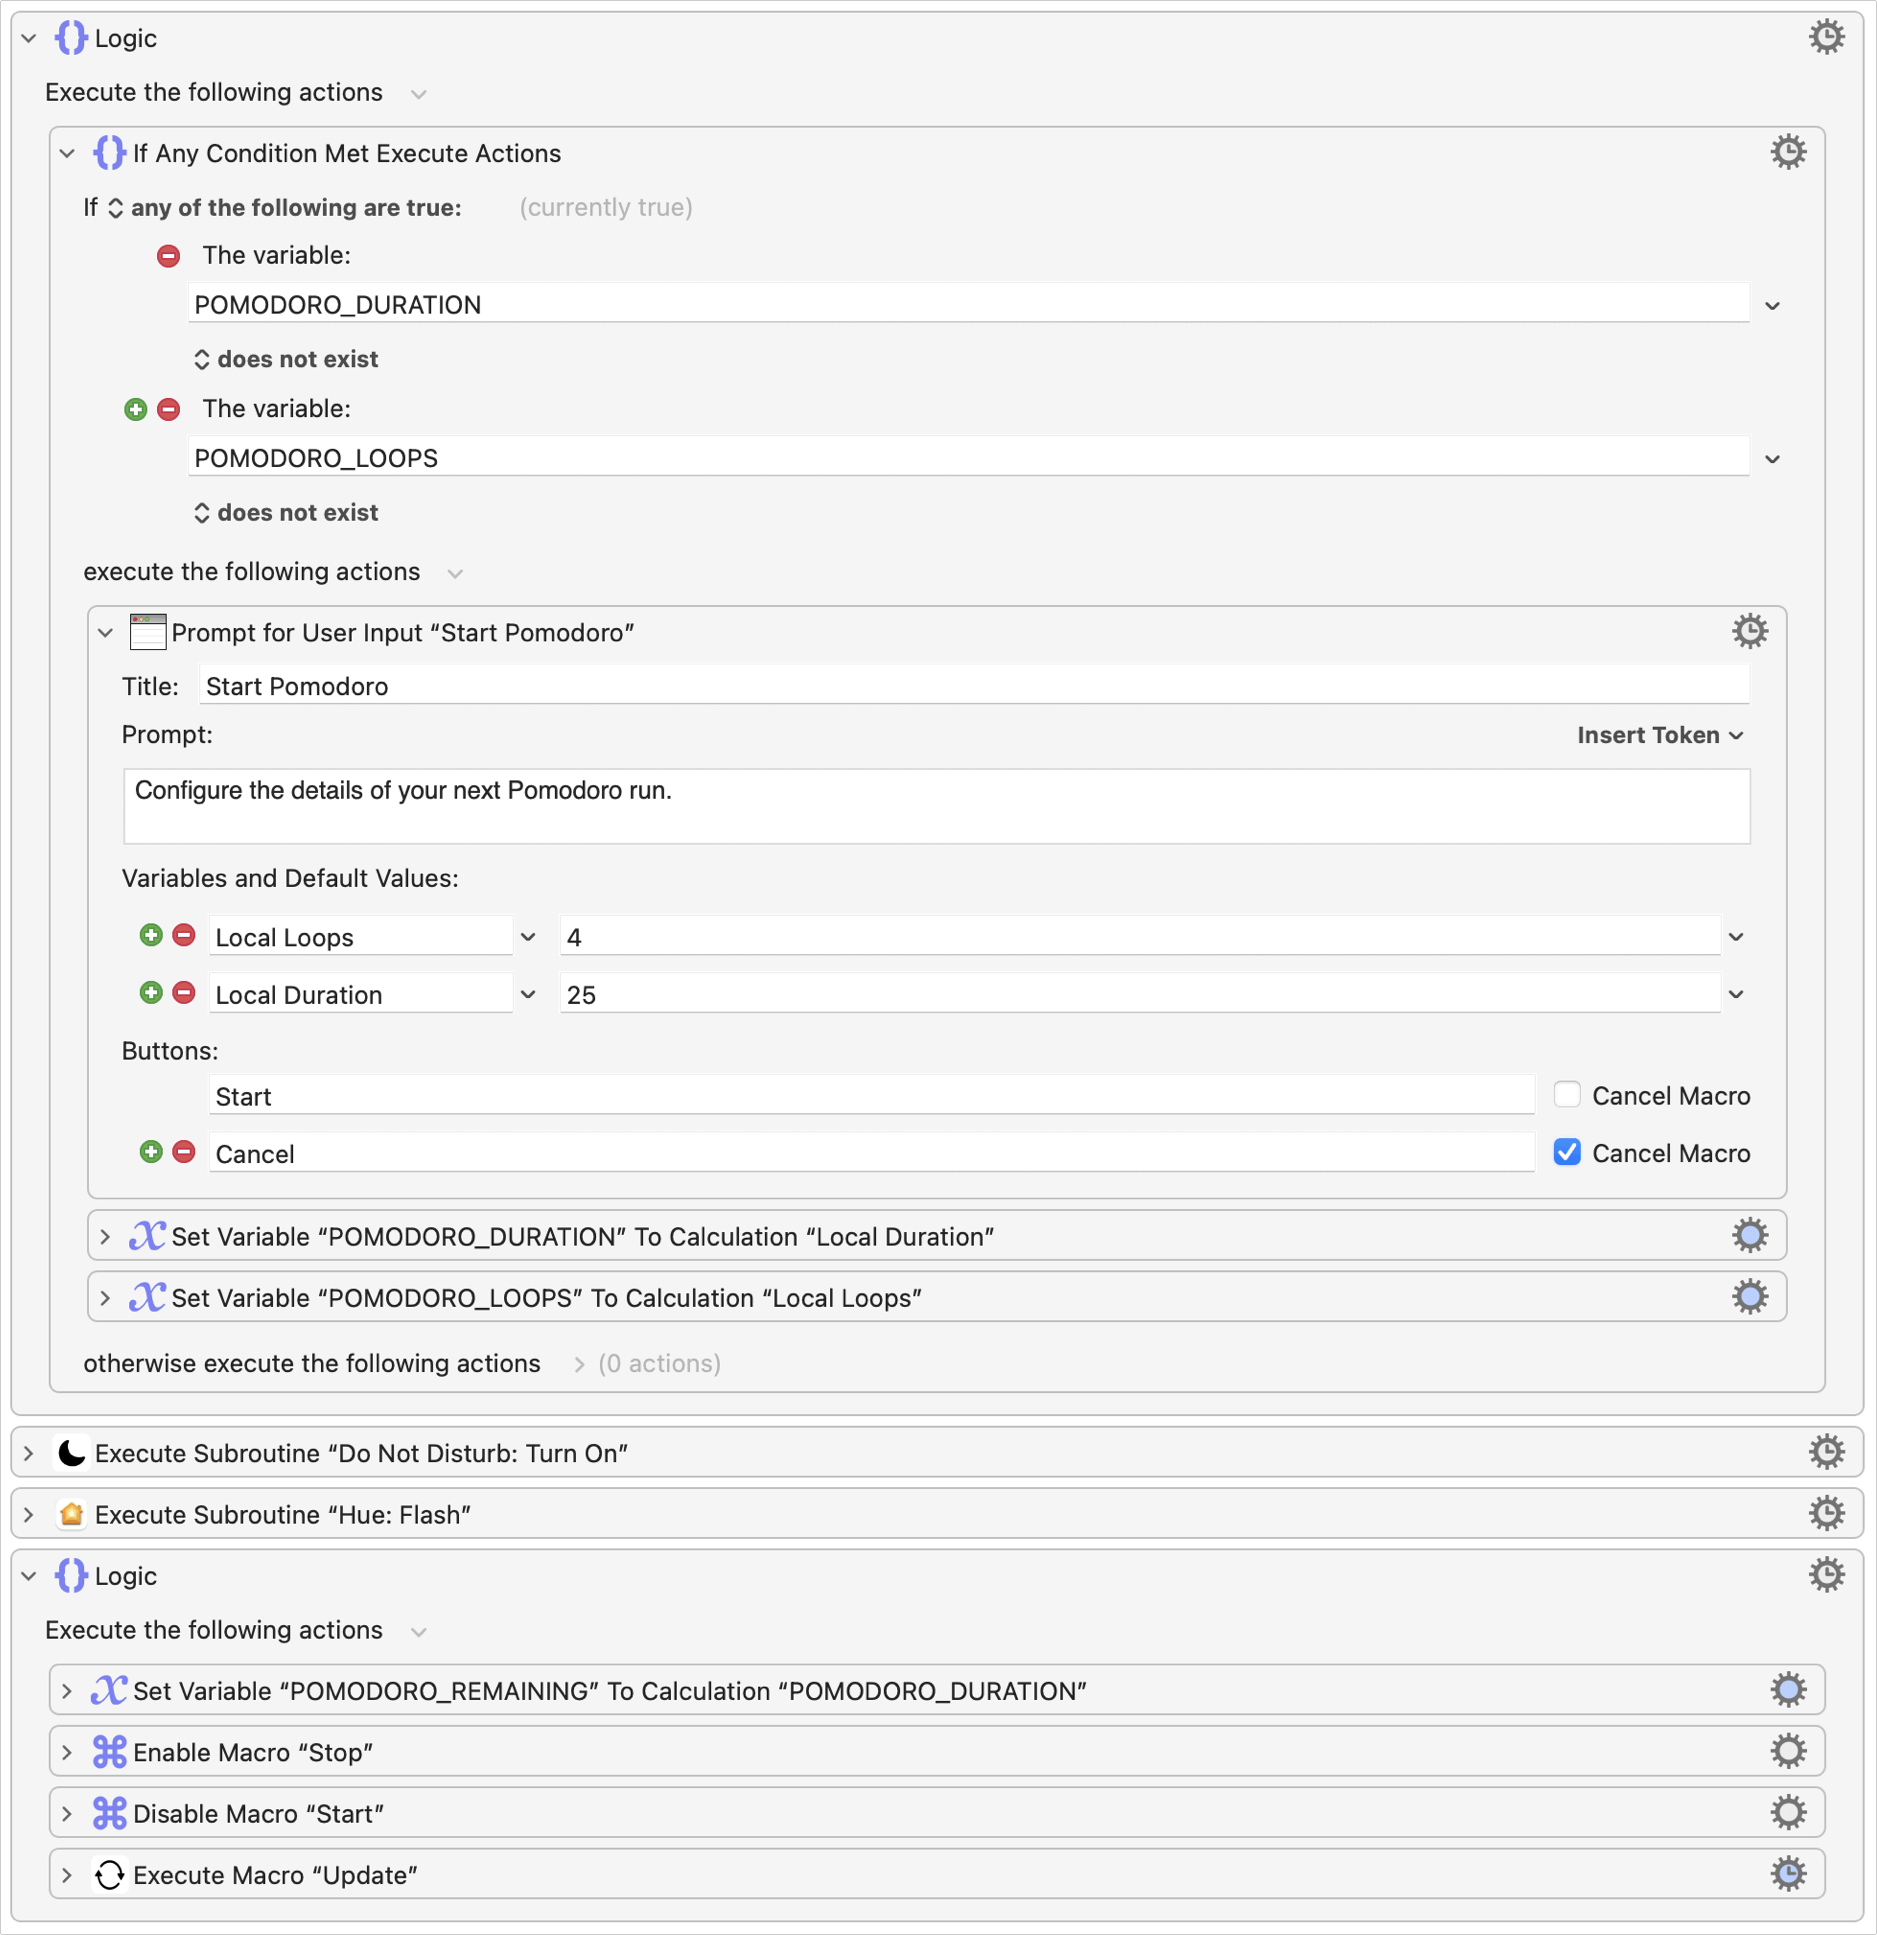 Logic
Execute the following actions
If Any Condition Met Execute Actions
If any of the following are true: (currently true)
The variable:
POMODORO_DURATION
does not exist
The variable:
POMODORO_LOOPS
does not exist
execute the following actions
Prompt for User Input “Start Pomodoro”
Title: Start Pomodoro
Prompt: Insert Token
Configure the details of your next Pomodoro run.
Variables and Default Values:
Local Loops 4
Local Duration 25
Buttons:
Start Cancel Macro
Cancel Cancel Macro
Set Variable “POMODORO_DURATION” To Calculation “Local Duration”
Set Variable “POMODORO_LOOPS” To Calculation “Local Loops”
otherwise execute the following actions (0 actions)
Execute Subroutine “Do Not Disturb: Turn On”
Execute Subroutine “Hue: Flash”
Logic
Execute the following actions
Set Variable “POMODORO_REMAINING” To Calculation “POMODORO_DURATION”
Enable Macro “Stop”
Disable Macro “Start”
Execute Macro “Update”